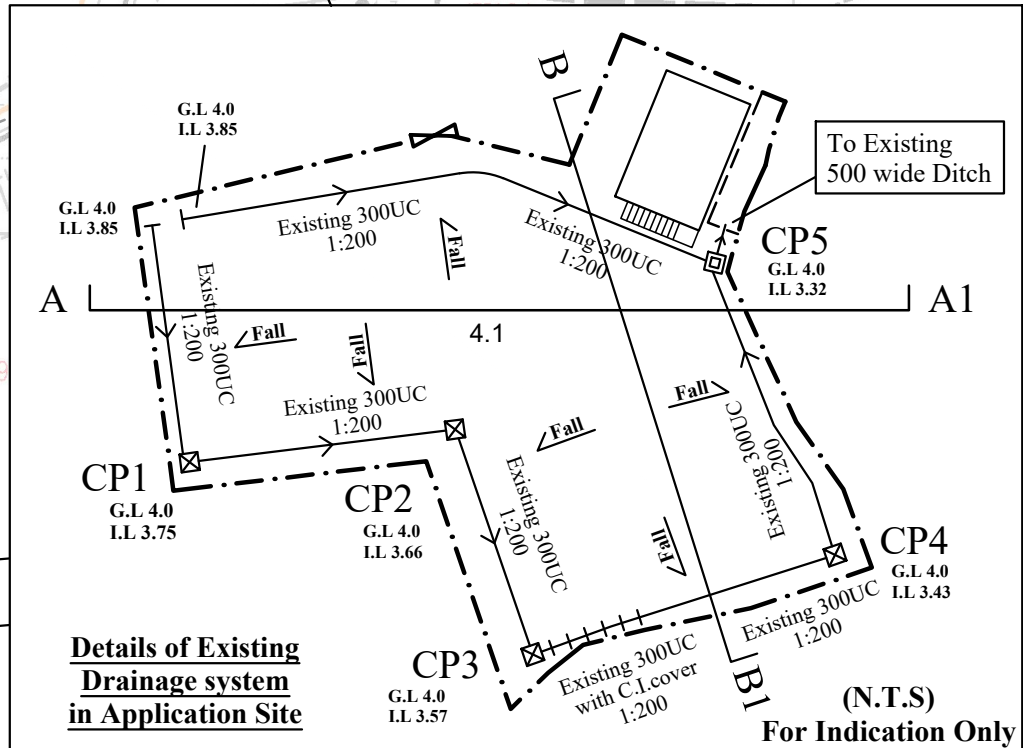 B
G.L 4.0
I.L 3.85
To Existing
500 wide Ditch
G.L 4.0
I.L 3.85
Existing 300UC
1:200
Existing 300UC
1:200
CP5
G.L 4.0
I.L 3.32
Fall
A
A1
Existing 300UC
1:200
Fall
Fall
4.1
Existing 300UC
1:200
Fall
Fall
Existing 300UC
1:200
CP1
G.L 4.0
I.L 3.75
CP2
G.L 4.0
I.L 3.66
Existing 300UC
1:200
Fall
CP4
G.L 4.0
I.L 3.43
Existing 300UC
1:200
CP3
G.L 4.0
I.L 3.57
Existing 300UC
with C.I.cover
1:200
B1
Details of Existing
Drainage system
in Application Site
(N.T.S)
For Indication Only